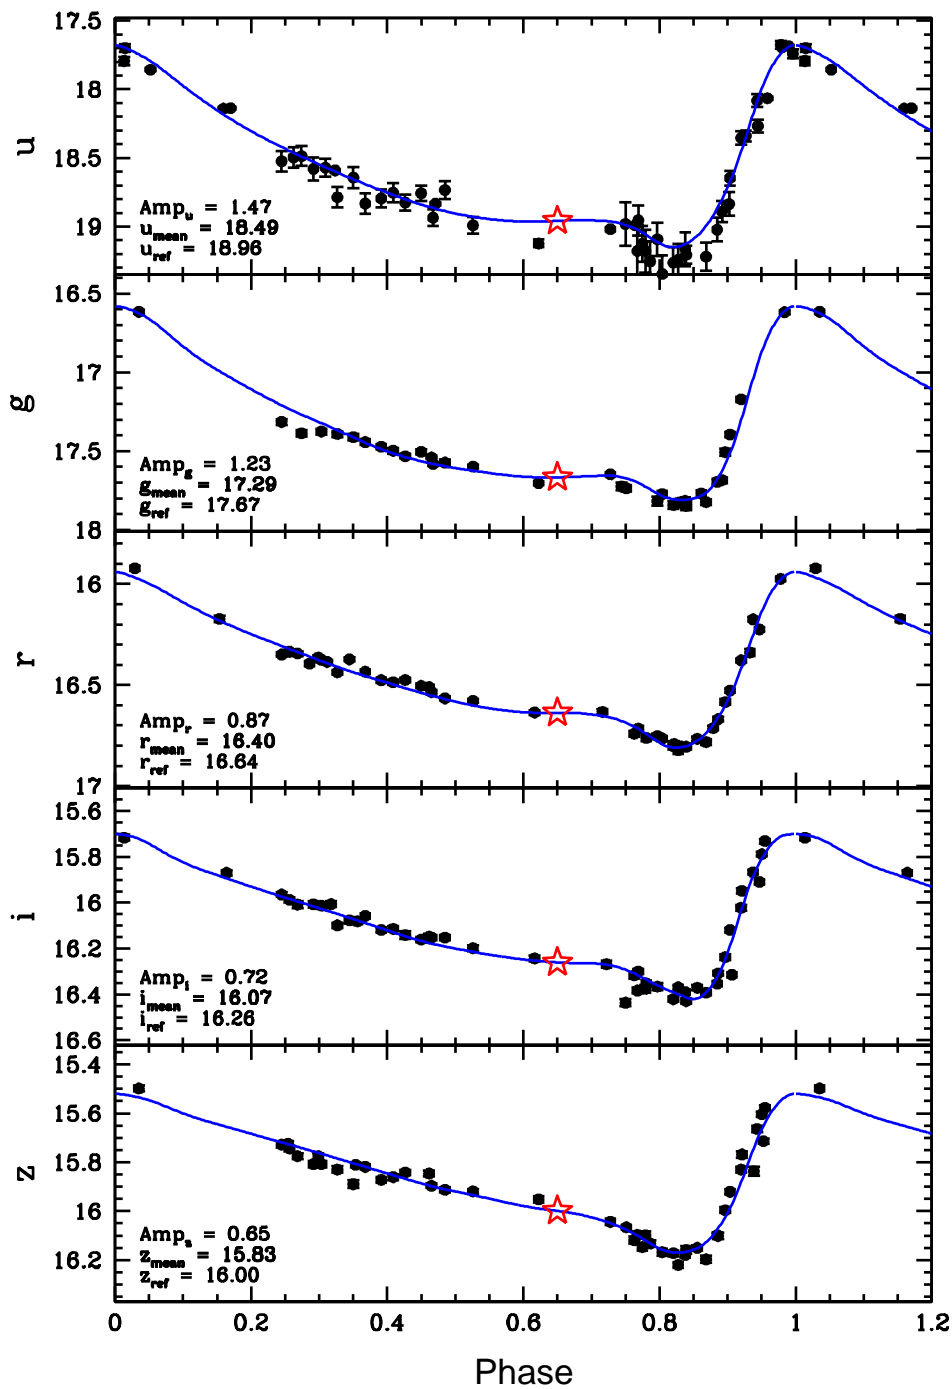 17.5
18
18.5
19
u
Amp_u = 1.47
u_mean = 18.49
u_ref = 18.96
16.5
17
17.5
18
g
Amp_g = 1.23
g_mean = 17.29
g_ref = 17.67
16
16.5
17
r
Amp_r = 0.87
r_mean = 16.40
r_ref = 16.64
15.6
15.8
16
16.2
16.4
16.6
i
Amp_i = 0.72
i_mean = 16.07
i_ref = 16.26
15.4
15.6
15.8
16
16.2
z
Amp_z = 0.65
z_mean = 15.83
z_ref = 16.00
0 0.2 0.4 0.6 0.8 1 1.2
Phase